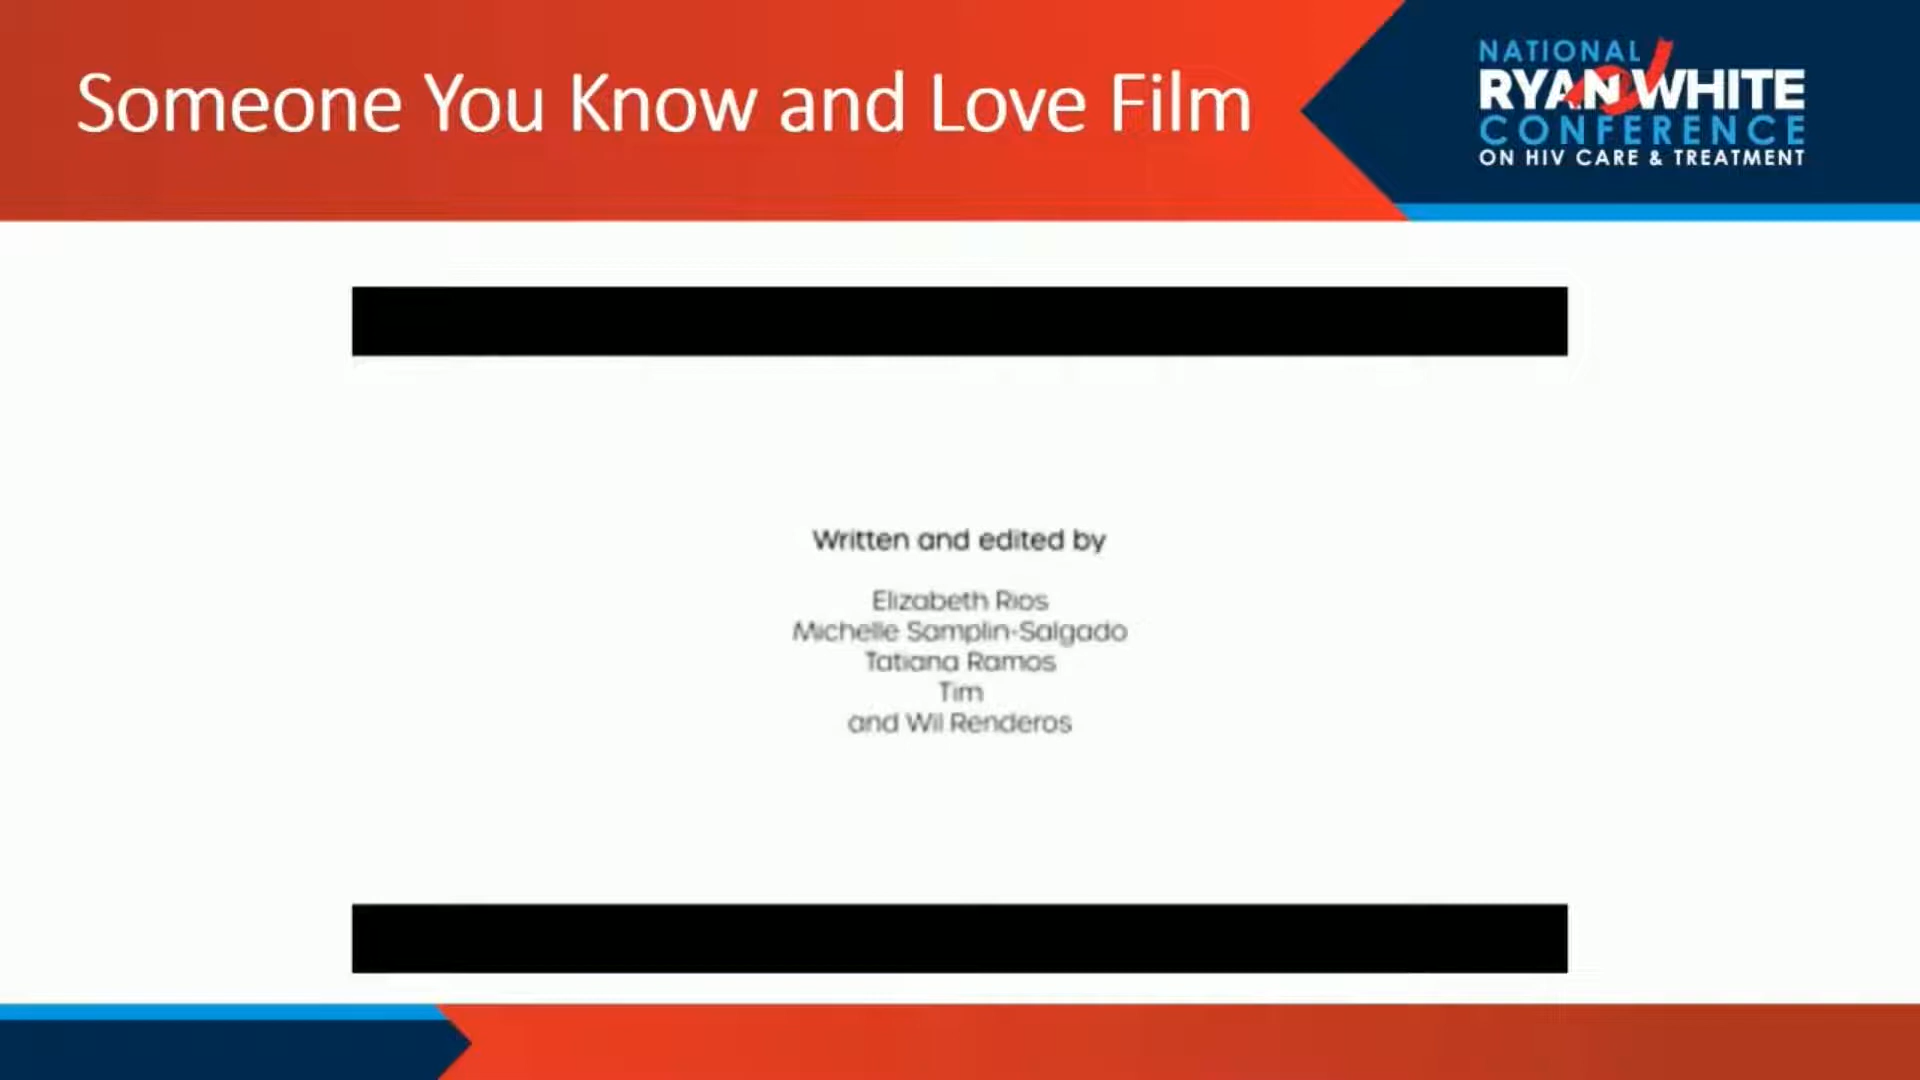 Someone You Know and Love Film
NATIONAL
RYAN WHITE
CONFERENCE
ON HIV CARE & TREATMENT
Written and edited by
Elizabeth Rios
Michelle Samplin-Salgado
Tatiana Ramos
Tim
and Wil Renderos